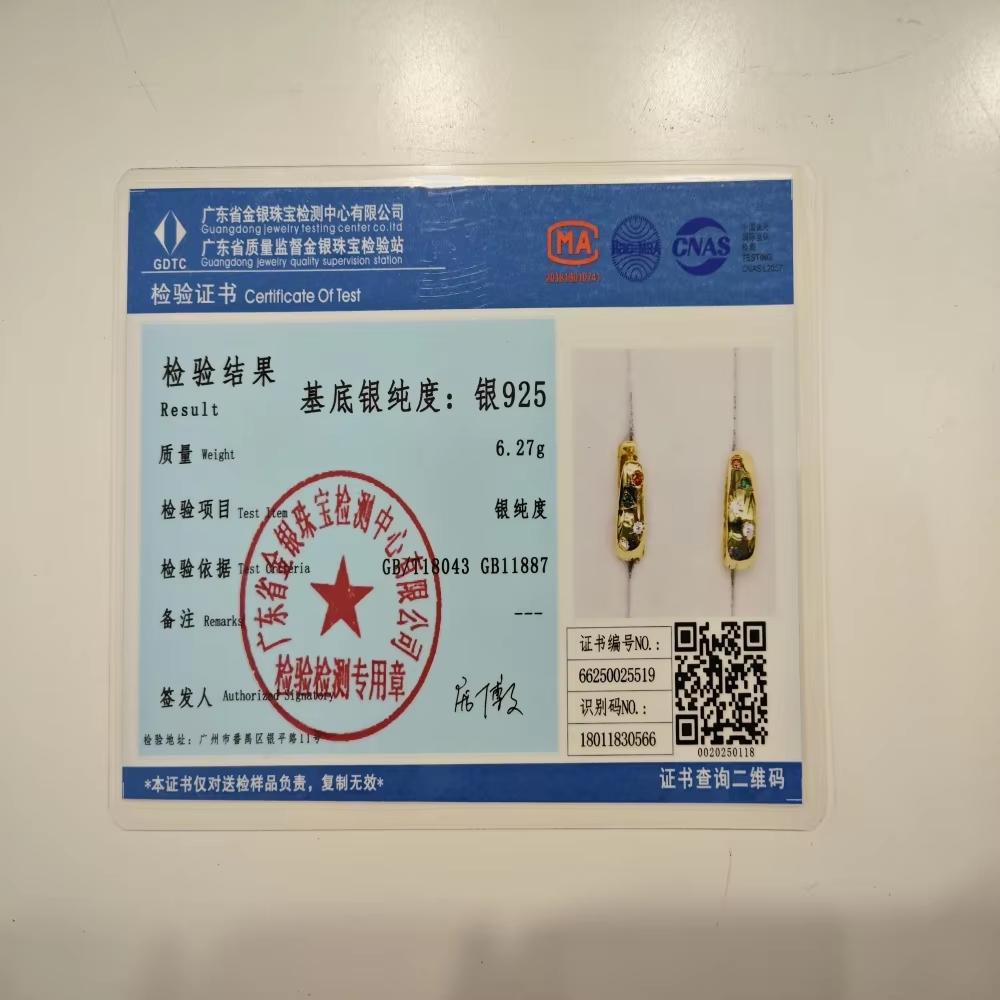 广东省金银珠宝检测中心有限公司
Guangdong jewelry testing center co.ltd
广东省质量监督金银珠宝检验站
Guangdong jewelry quality supervision station
GDTC
检验证书 Certificate Of Test
MA
ilac-MRA
CNAS
TESTING
检验结果
Result
基底银纯度：银925
质量 Weight 6.27g
检验项目 Test Item 银纯度
检验依据 Test Criteria GB/T18043 GB11887
备注 Remarks ---
签发人 Authorized Signatory
检验地址：广州市番禺区银平路11号
广东省金银珠宝检测中心有限公司
检验检测专用章
证书编号NO.：
66250025519
识别码NO.：
18011830566
0020250118
*本证书仅对送检样品负责，复制无效*
证书查询二维码